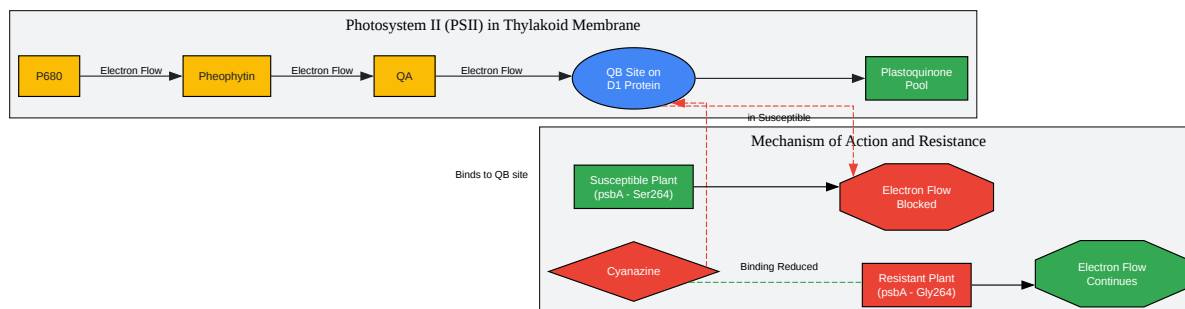 Photosystem II (PSII) in Thylakoid Membrane
P680
Electron Flow
Pheophytin
Electron Flow
QA
Electron Flow
QB Site on
D1 Protein
Plastoquinone
Pool
in Susceptible
Mechanism of Action and Resistance
Binds to QB site
Susceptible Plant
(psbA - Ser264)
Electron Flow
Blocked
Cyanazine
Binding Reduced
Resistant Plant
(psbA - Gly264)
Electron Flow
Continues